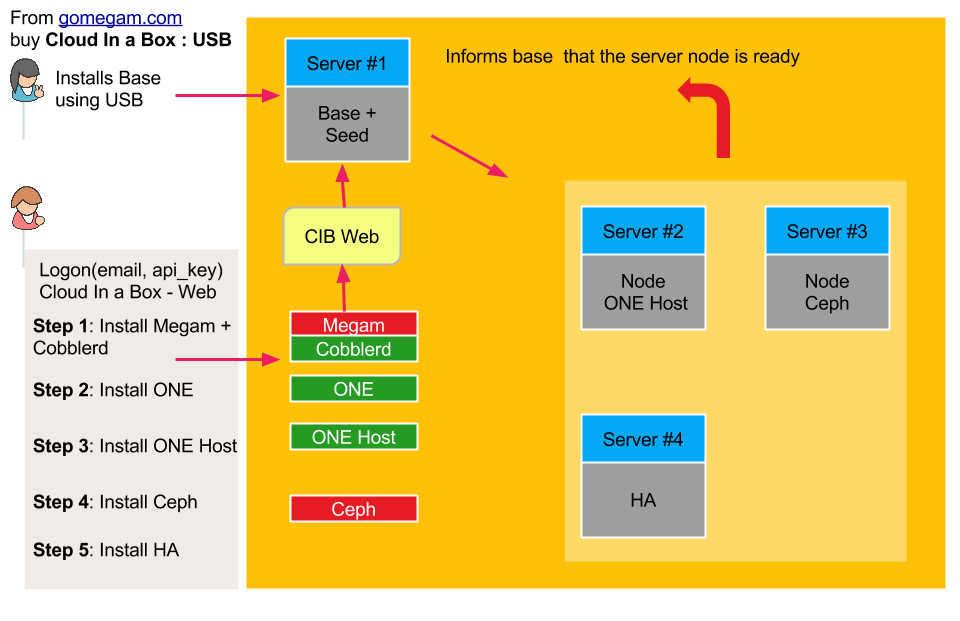 From gomegam.com
buy Cloud In a Box : USB
Installs Base
using USB
Server #1
Base +
Seed
Informs base  that the server node is ready
CIB Web
Logon(email, api_key)
Cloud In a Box - Web
Step 1: Install Megam +
Cobblerd
Step 2: Install ONE
Step 3: Install ONE Host
Step 4: Install Ceph
Step 5: Install HA
Megam
Cobblerd
ONE
ONE Host
Ceph
Server #2
Node
ONE Host
Server #3
Node
Ceph
Server #4
HA